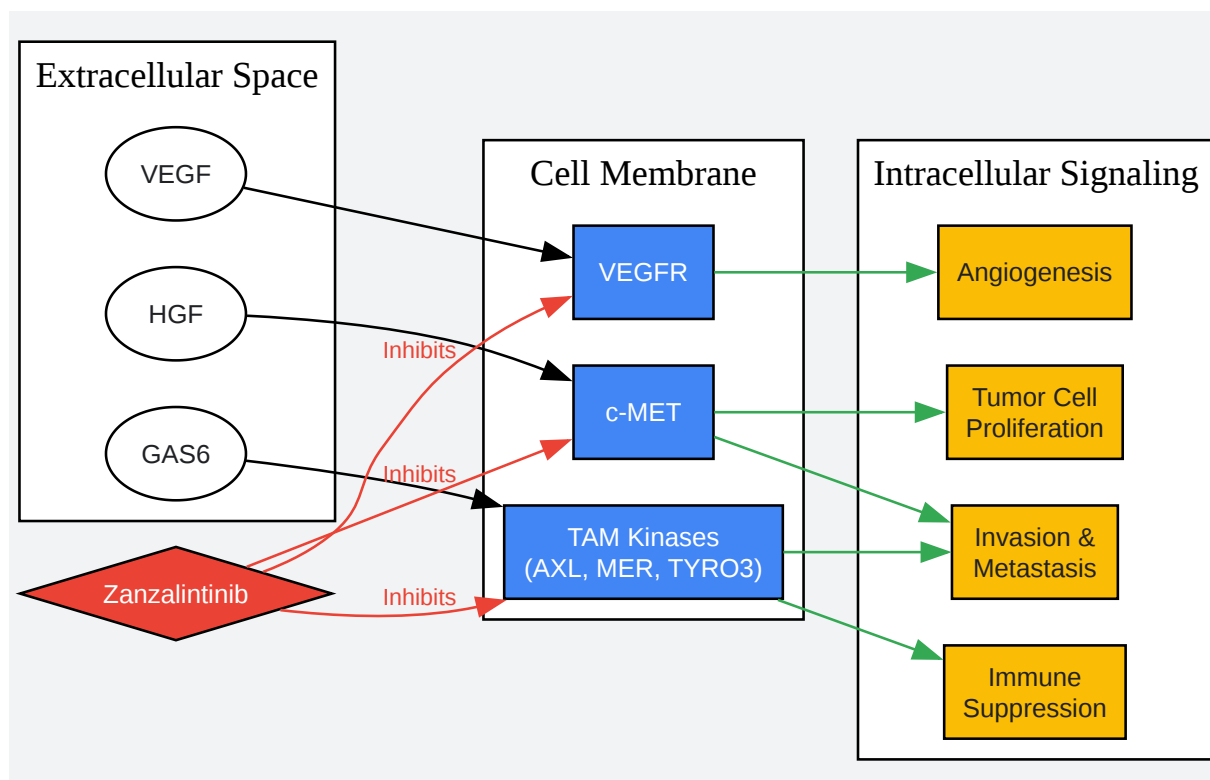 Extracellular Space
VEGF
HGF
GAS6
Zanzalintinib
Inhibits
Inhibits
Inhibits
Cell Membrane
VEGFR
c-MET
TAM Kinases
(AXL, MER, TYRO3)
Intracellular Signaling
Angiogenesis
Tumor Cell
Proliferation
Invasion &
Metastasis
Immune
Suppression